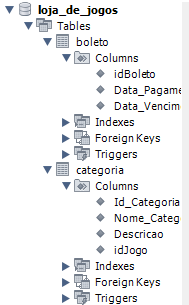 loja_de_jogos
Tables
boleto
Columns
idBoleto
Data_Pagame
Data_Vencim
Indexes
Foreign Keys
Triggers
categoria
Columns
Id_Categoria
Nome_Categ
Descricao
idJogo
Indexes
Foreign Keys
Triggers